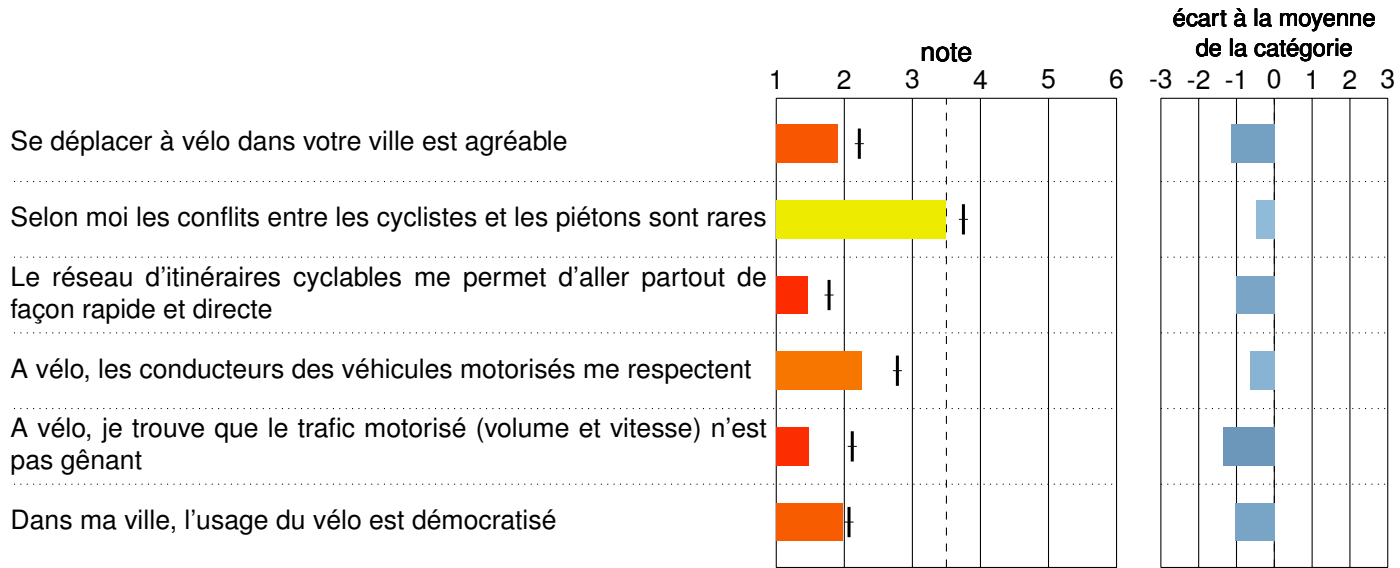 écart à la moyenne
de la catégorie
note
1 2 3 4 5 6
-3 -2 -1 0 1 2 3
Se déplacer à vélo dans votre ville est agréable
Selon moi les conflits entre les cyclistes et les piétons sont rares
Le réseau d'itinéraires cyclables me permet d'aller partout de
façon rapide et directe
A vélo, les conducteurs des véhicules motorisés me respectent
A vélo, je trouve que le trafic motorisé (volume et vitesse) n'est
pas gênant
Dans ma ville, l'usage du vélo est démocratisé